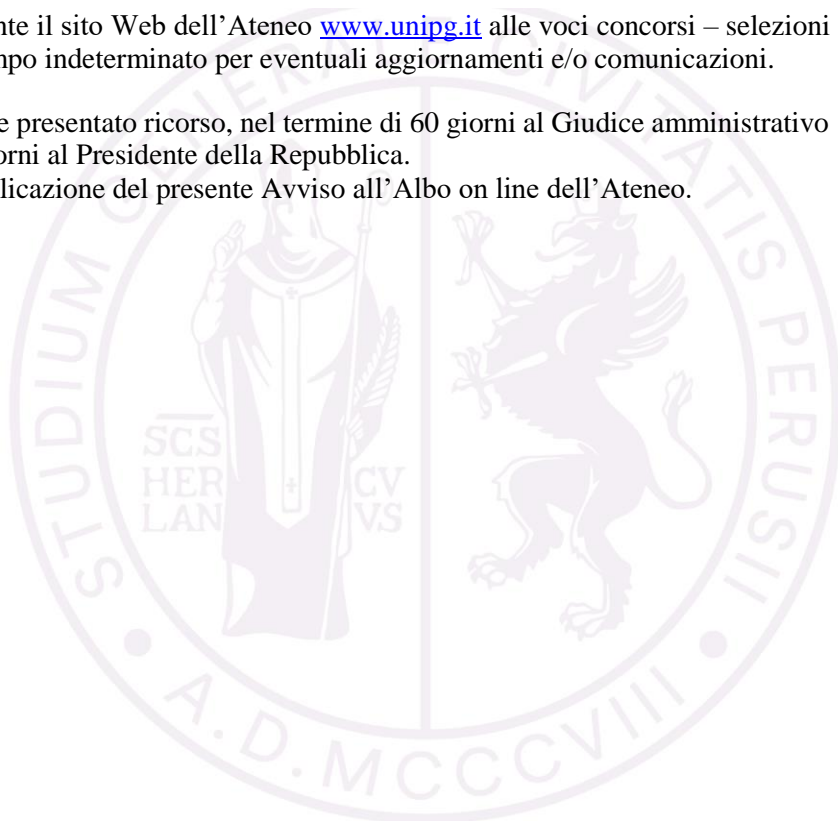 nte il sito Web dell’Ateneo www.unipg.it alle voci concorsi – selezioni
npo indeterminato per eventuali aggiornamenti e/o comunicazioni.
e presentato ricorso, nel termine di 60 giorni al Giudice amministrativo
orni al Presidente della Repubblica.
licazione del presente Avviso all’Albo on line dell’Ateneo.
STUDIUM GENERALE CIVITATIS PERUSII
SCS
HER CV
LAN VS
A.D. MCCCVIII